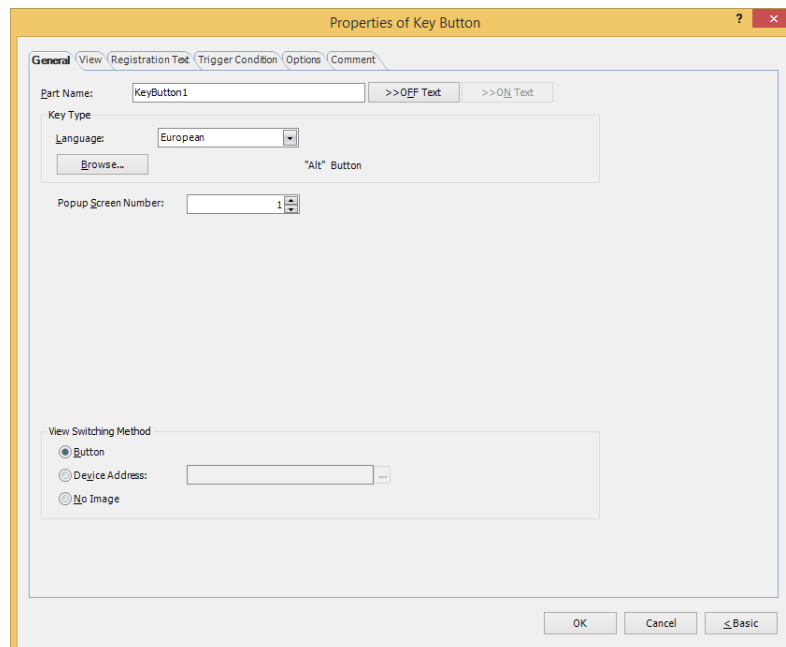 Properties of Key Button
?
General View Registration Text Trigger Condition Options Comment
Part Name: KeyButton1 >>OFF Text >>ON Text
Key Type
Language: European
Browse... "Alt" Button
Popup Screen Number: 1
View Switching Method
Button
Device Address: ...
No Image
OK Cancel < Basic